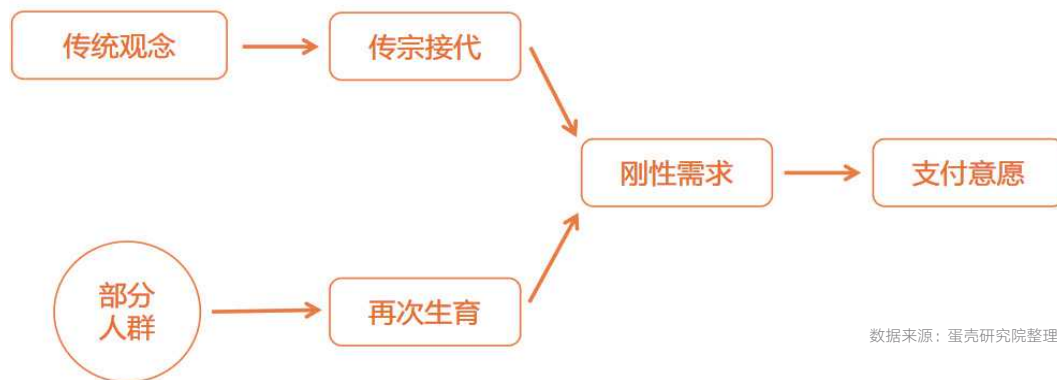 传统观念
传宗接代
刚性需求
支付意愿
部分
人群
再次生育
数据来源：蛋壳研究院整理